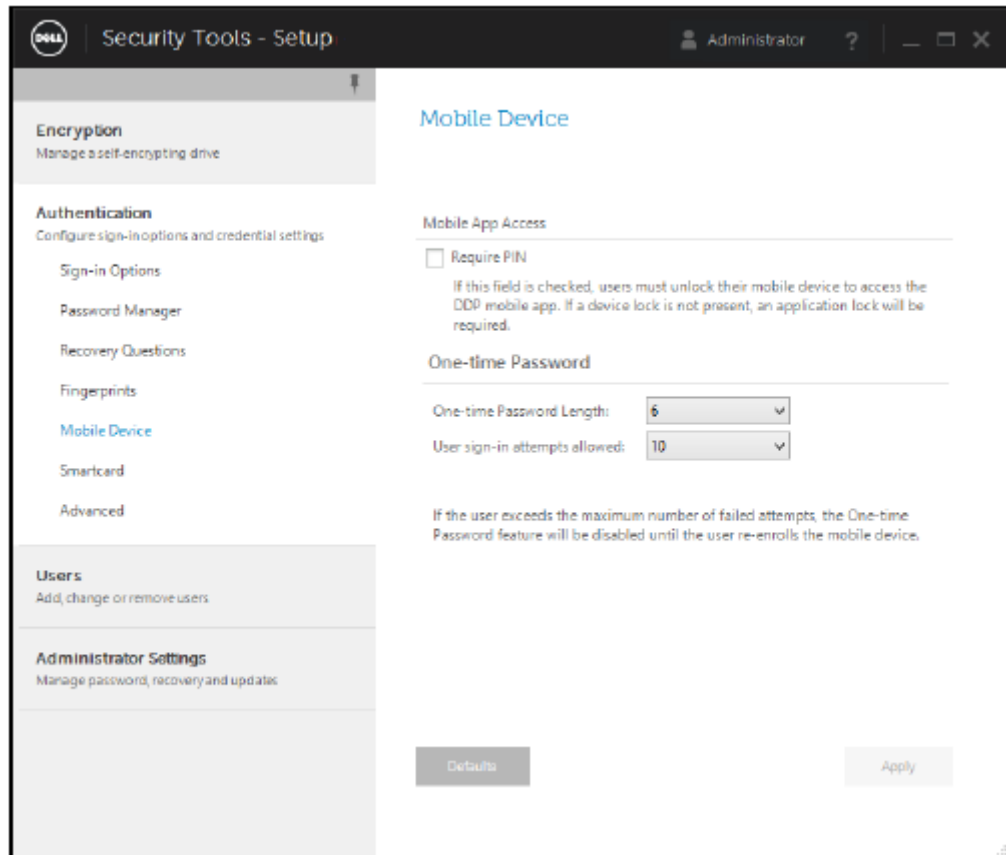 DELL
Security Tools - Setup
Administrator
?
Encryption
Manage a self-encrypting drive
Authentication
Configure sign-in options and credential settings
Sign-in Options
Password Manager
Recovery Questions
Fingerprints
Mobile Device
Smartcard
Advanced
Users
Add, change or remove users
Administrator Settings
Manage password, recovery and updates
Mobile Device
Mobile App Access
Require PIN
If this field is checked, users must unlock their mobile device to access the
DDP mobile app. If a device lock is not present, an application lock will be
required.
One-time Password
One-time Password Length: 6
User sign-in attempts allowed: 10
If the user exceeds the maximum number of failed attempts, the One-time
Password feature will be disabled until the user re-enrolls the mobile device.
Defaults
Apply